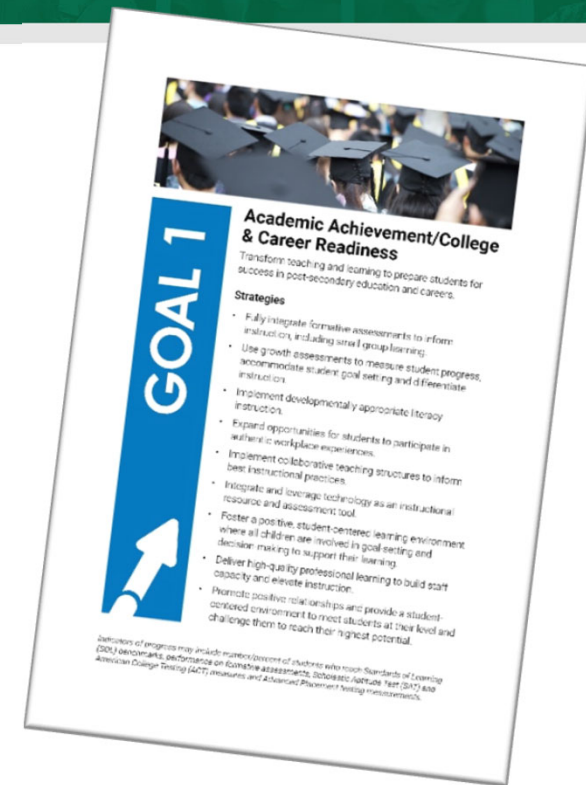 GOAL 1
Academic Achievement/College
& Career Readiness
Transform teaching and learning to prepare students for
success in post-secondary education and careers.
Strategies
• Fully integrate formative assessments to inform
instruction, including small group learning.
• Use growth assessments to measure student progress,
accommodate student goal setting and differentiate
instruction.
• Implement developmentally appropriate literacy
instruction.
• Expand opportunities for students to participate in
authentic workplace experiences.
• Implement collaborative teaching structures to inform
best instructional practices.
• Integrate and leverage technology as an instructional
resource and assessment tool.
• Foster a positive, student-centered learning environment
where all children are involved in goal-setting and
decision-making to support their learning.
• Deliver high-quality professional learning to build staff
capacity and elevate instruction.
• Promote positive relationships and provide a student-
centered environment to meet students at their level and
challenge them to reach their highest potential.
Indicators of progress may include number/percent of students who reach Standards of Learning
(SOL) benchmarks, performance on formative assessments, Scholastic Aptitude Test (SAT) and
American College Testing (ACT) measures and Advanced Placement testing measurements.